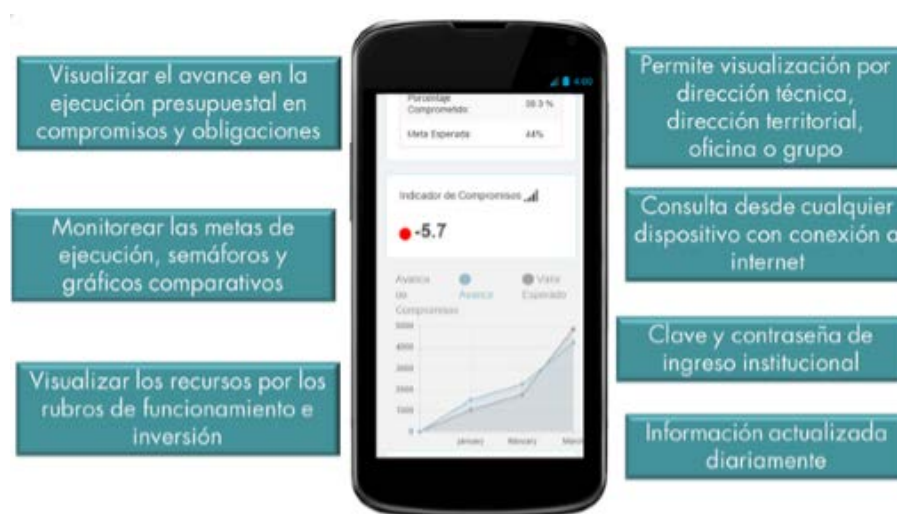 Visualizar el avance en la
ejecución presupuestal en
compromisos y obligaciones
Monitorear las metas de
ejecución, semáforos y
gráficos comparativos
Visualizar los recursos por los
rubros de funcionamiento e
inversión
4:00
Porcentaje
Comprometido:
Meta Esperada:
44%
Indicador de Compromisos
-5.7
Avance
Avance
Valor
Esperado
Compromisos
5000
4000
3000
2000
1000
0
January
February
March
Permite visualización por
dirección técnica,
dirección territorial,
oficina o grupo
Consulta desde cualquier
dispositivo con conexión a
internet
Clave y contraseña de
ingreso institucional
Información actualizada
diariamente